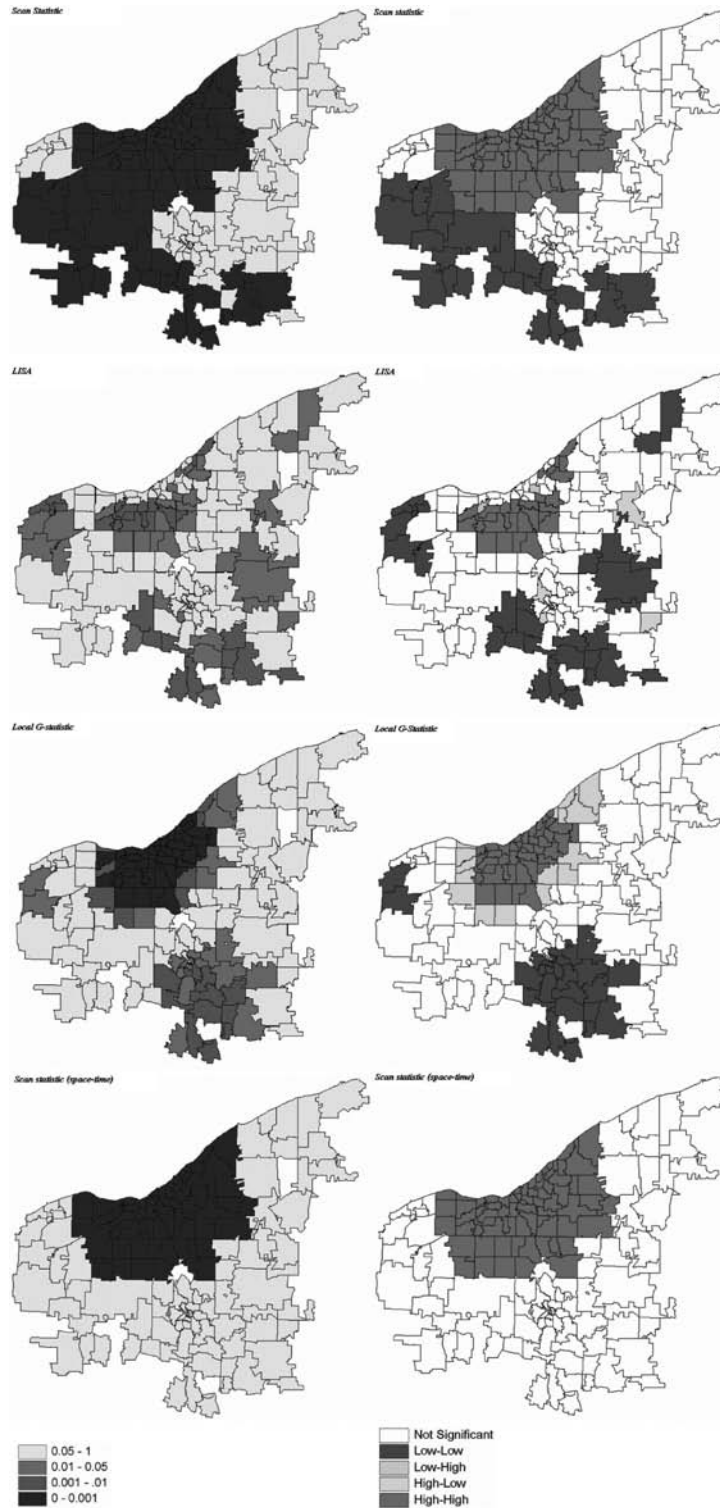 Scan Statistic
Scan statistic
LISA
LISA
Local G-statistic
Local G-Statistic
Scan statistic (space-time)
Scan statistic (space-time)
0.05 - 1
0.01 - 0.05
0.001 - .01
0 - 0.001
Not Significant
Low-Low
Low-High
High-Low
High-High